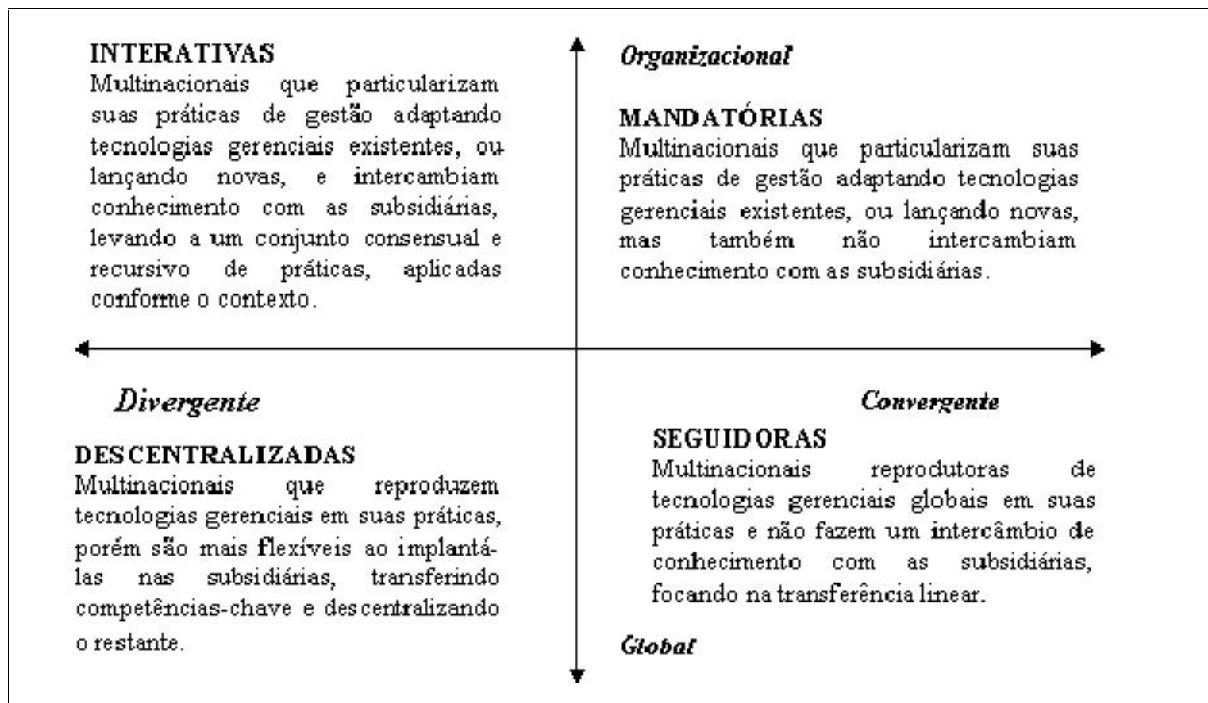 INTERATIVAS
Multinacionais que particularizam
suas práticas de gestão adaptando
tecnologias gerenciais existentes, ou
lançando novas, e intercambiam
conhecimento com as subsidiárias,
levando a um conjunto consensual e
recursivo de práticas, aplicadas
conforme o contexto.
Organizacional
MANDATÓRIAS
Multinacionais que particularizam suas
práticas de gestão adaptando tecnologias
gerenciais existentes, ou lançando novas,
mas também não intercambiam
conhecimento com as subsidiárias.
Divergente
Convergente
DESCENTRALIZADAS
Multinacionais que reproduzem
tecnologias gerenciais em suas práticas,
porém são mais flexíveis ao implantá-
las nas subsidiárias, transferindo
competências-chave e descentralizando
o restante.
SEGUIDORAS
Multinacionais reprodutoras de
tecnologias gerenciais globais em suas
práticas e não fazem um intercâmbio de
conhecimento com as subsidiárias,
focando na transferência linear.
Global